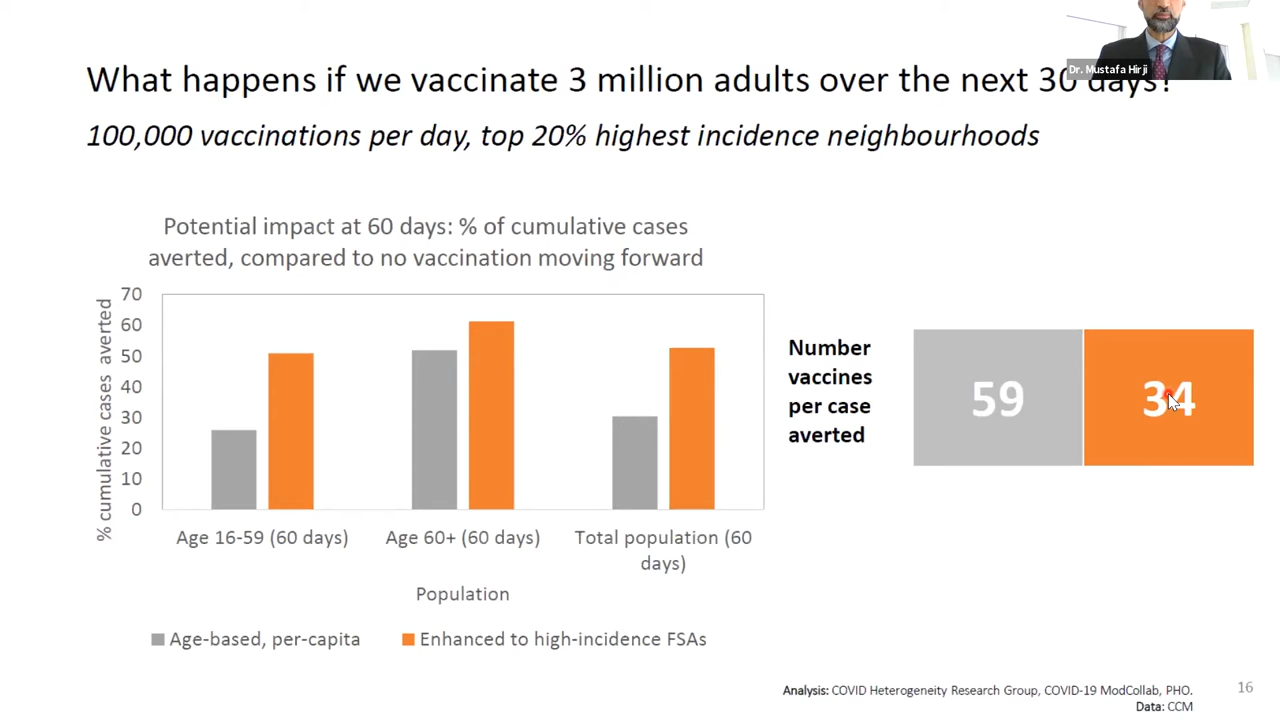 Dr. Mustafa Hirji
What happens if we vaccinate 3 million adults over the next 30 days?
100,000 vaccinations per day, top 20% highest incidence neighbourhoods
Potential impact at 60 days: % of cumulative cases
averted, compared to no vaccination moving forward
% cumulative cases averted
70
60
50
40
30
20
10
0
Age 16-59 (60 days)
Age 60+ (60 days)
Total population (60
days)
Population
Age-based, per-capita
Enhanced to high-incidence FSAs
Number
vaccines
per case
averted
59
34
Analysis: COVID Heterogeneity Research Group, COVID-19 ModCollab, PHO.
Data: CCM
16